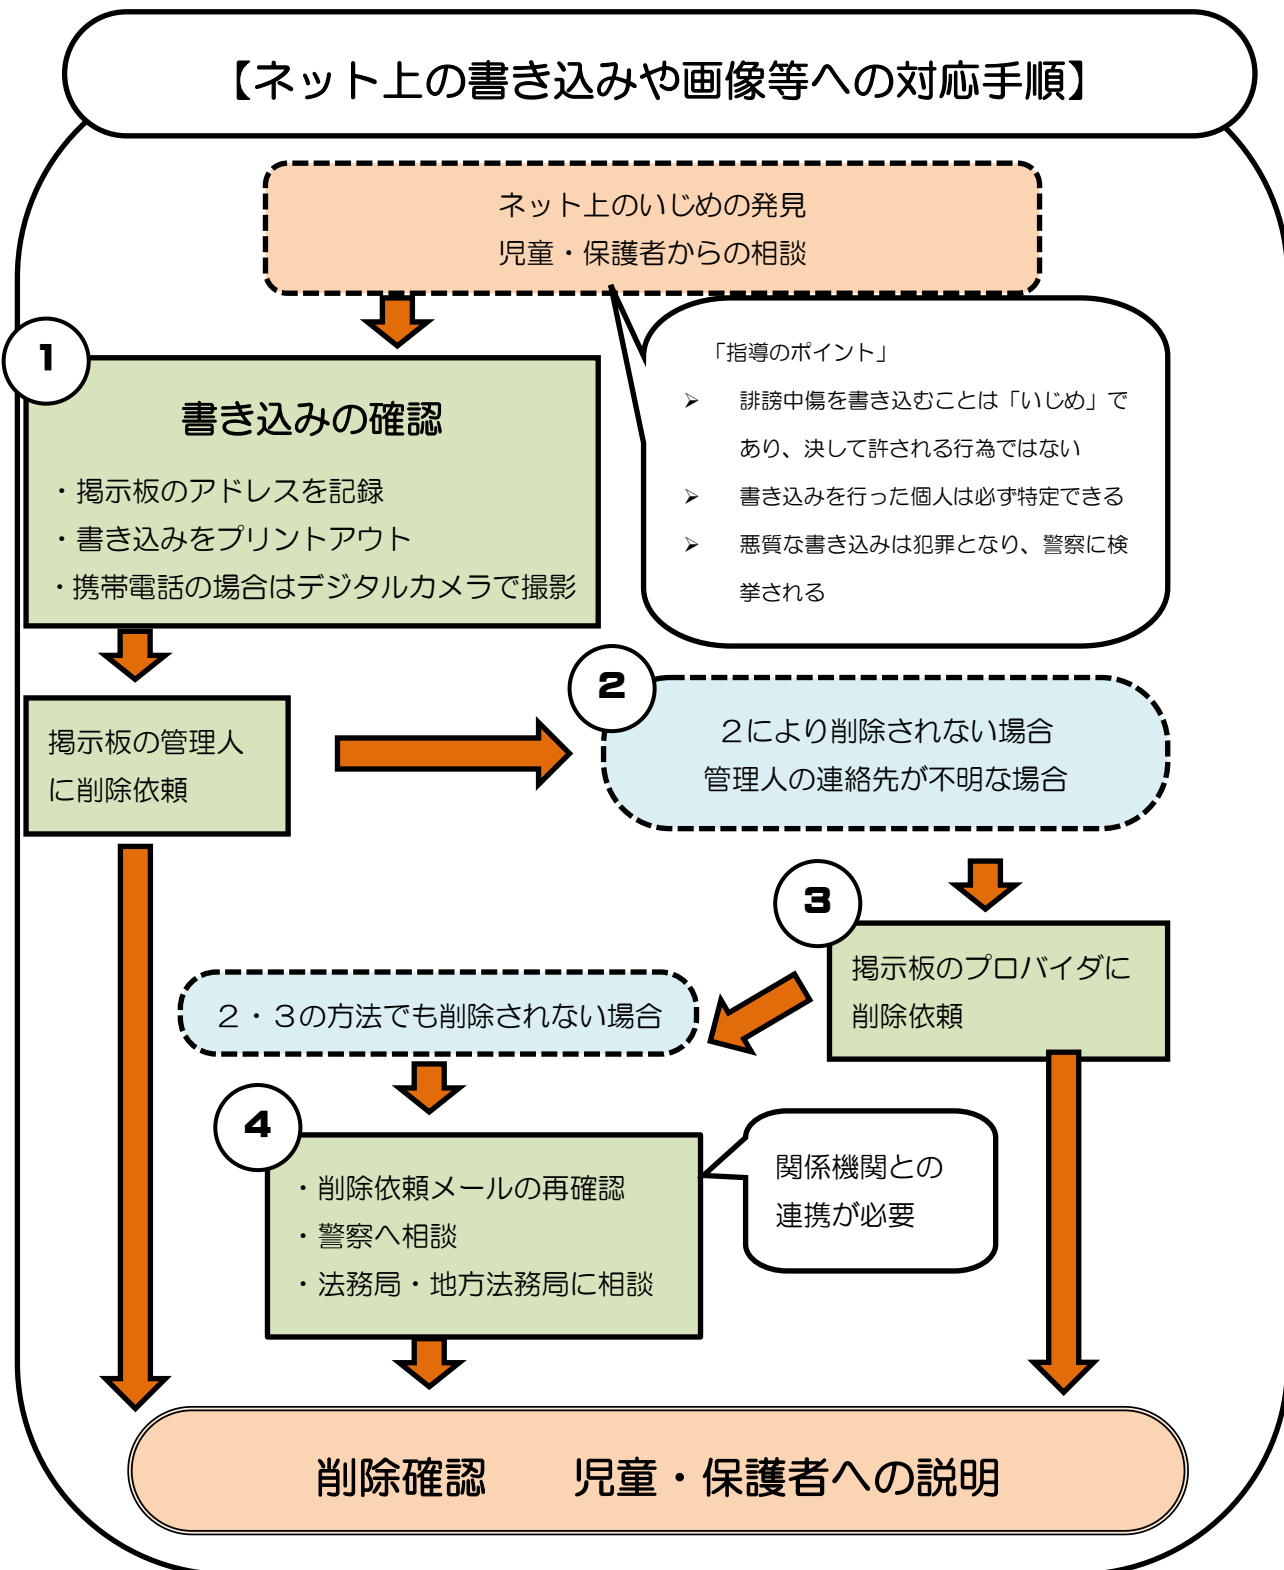 【ネット上の書き込みや画像等への対応手順】
ネット上のいじめの発見
児童・保護者からの相談
「指導のポイント」
➢ 誹謗中傷を書き込むことは「いじめ」で
あり、決して許される行為ではない
➢ 書き込みを行った個人は必ず特定できる
➢ 悪質な書き込みは犯罪となり、警察に検
挙される
1
書き込みの確認
・掲示板のアドレスを記録
・書き込みをプリントアウト
・携帯電話の場合はデジタルカメラで撮影
掲示板の管理人
に削除依頼
2
２により削除されない場合
管理人の連絡先が不明な場合
3
掲示板のプロバイダに
削除依頼
２・３の方法でも削除されない場合
4
・削除依頼メールの再確認
・警察へ相談
・法務局・地方法務局に相談
関係機関との
連携が必要
削除確認　　児童・保護者への説明